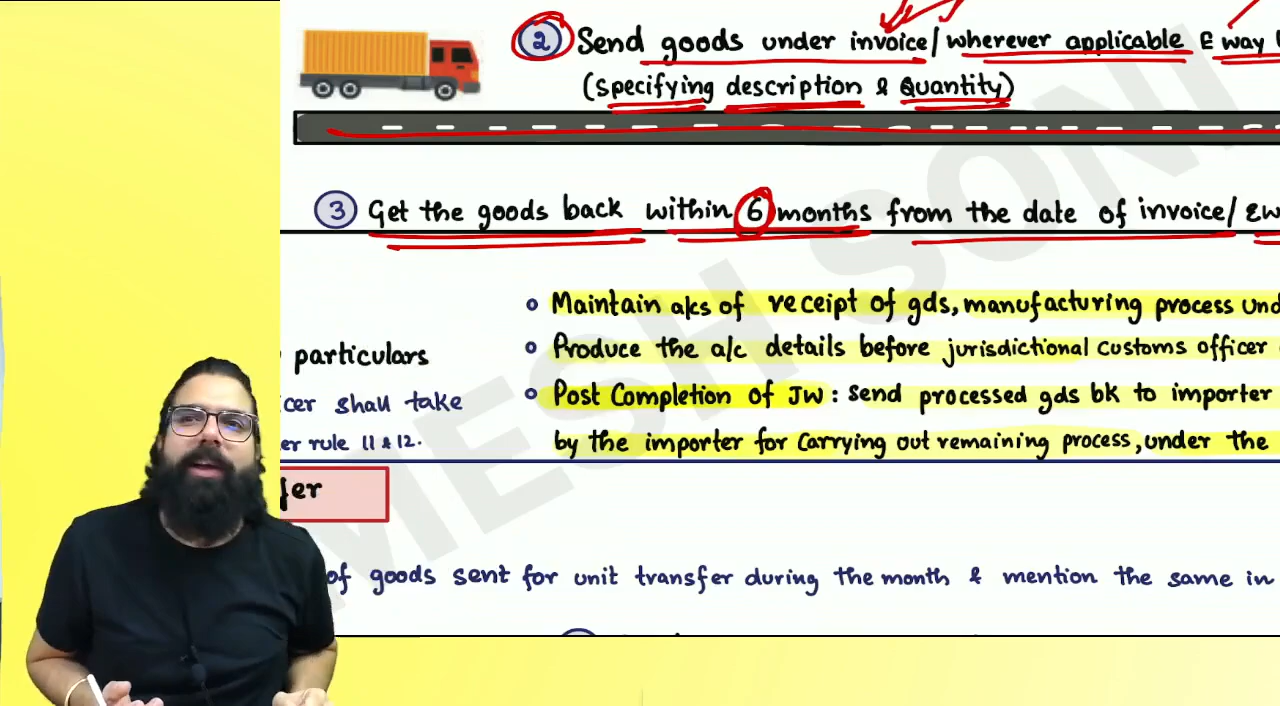 2 Send goods under invoice/wherever applicable E way
(specifying description & Quantity)
3 Get the goods back within 6 months from the date of invoice/ Ew
o Maintain a/cs of receipt of gds, manufacturing process und
particulars
o Produce the a/c details before jurisdictional customs officer
cer shall take
o Post Completion of JW : send processed gds bk to importer
er rule 11 & 12.
by the importer for carrying out remaining process, under the
fer
of goods sent for unit transfer during the month & mention the same in
MESH SONI